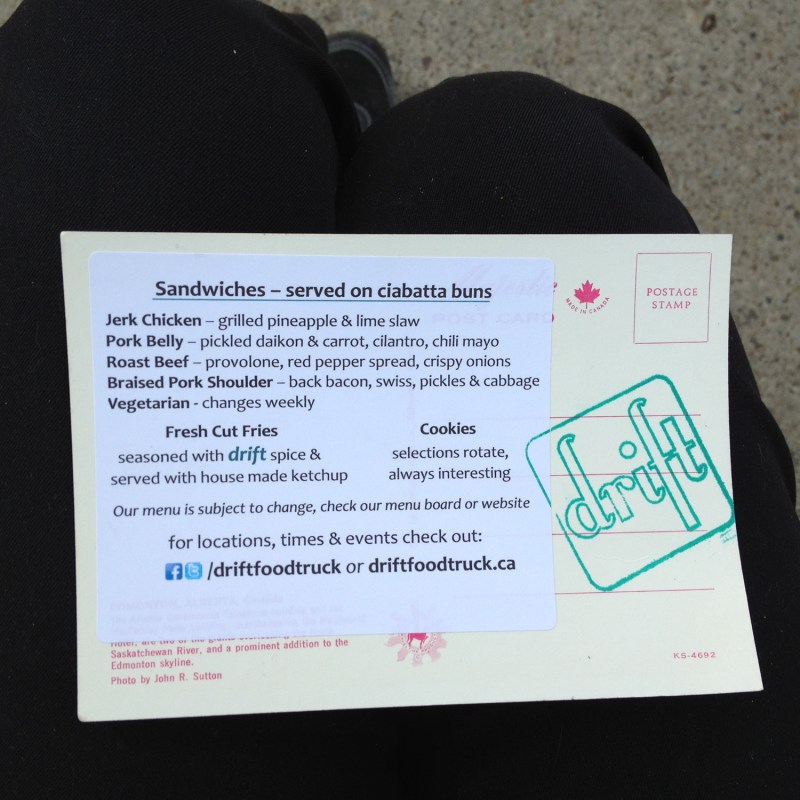 Sandwiches – served on ciabatta buns
Jerk Chicken – grilled pineapple & lime slaw
Pork Belly – pickled daikon & carrot, cilantro, chili mayo
Roast Beef – provolone, red pepper spread, crispy onions
Braised Pork Shoulder – back bacon, swiss, pickles & cabbage
Vegetarian - changes weekly
Fresh Cut Fries
seasoned with drift spice &
served with house made ketchup
Cookies
selections rotate,
always interesting
Our menu is subject to change, check our menu board or website
for locations, times & events check out:
/driftfoodtruck or driftfoodtruck.ca
POST CARD
MADE IN CANADA
POSTAGE
STAMP
drift
EDMONTON, ALBERTA, CANADA
Saskatchewan River, and a prominent addition to the
Edmonton skyline.
Photo by John R. Sutton
KS-4692